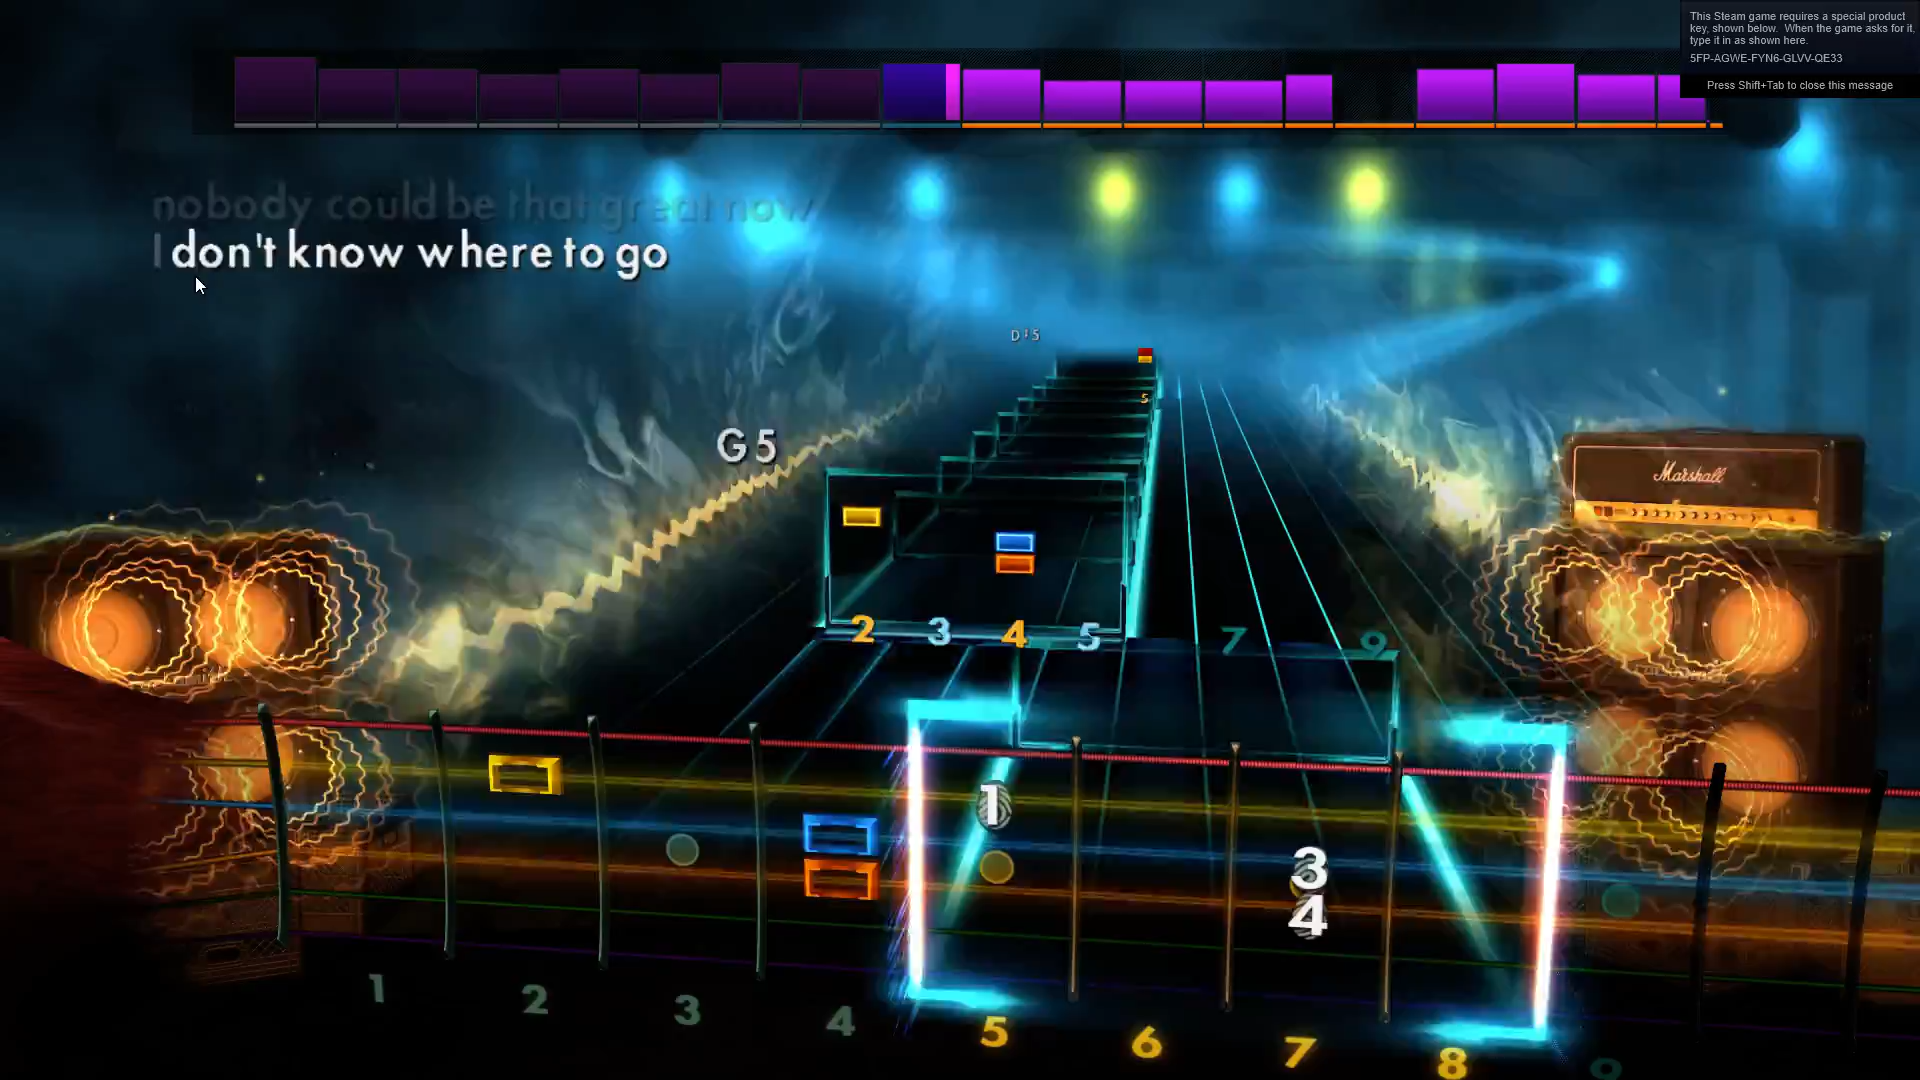 This Steam game requires a special product
key, shown below. When the game asks for it,
type it in as shown here.
5FP-AGWE-FYN6-GLVV-QE33
Press Shift+Tab to close this message
nobody could be that great now
I don't know where to go
G5
5
Marshall
2 3 4 5 7 9
1
3
4
1 2 3 4 5 6 7 8 9